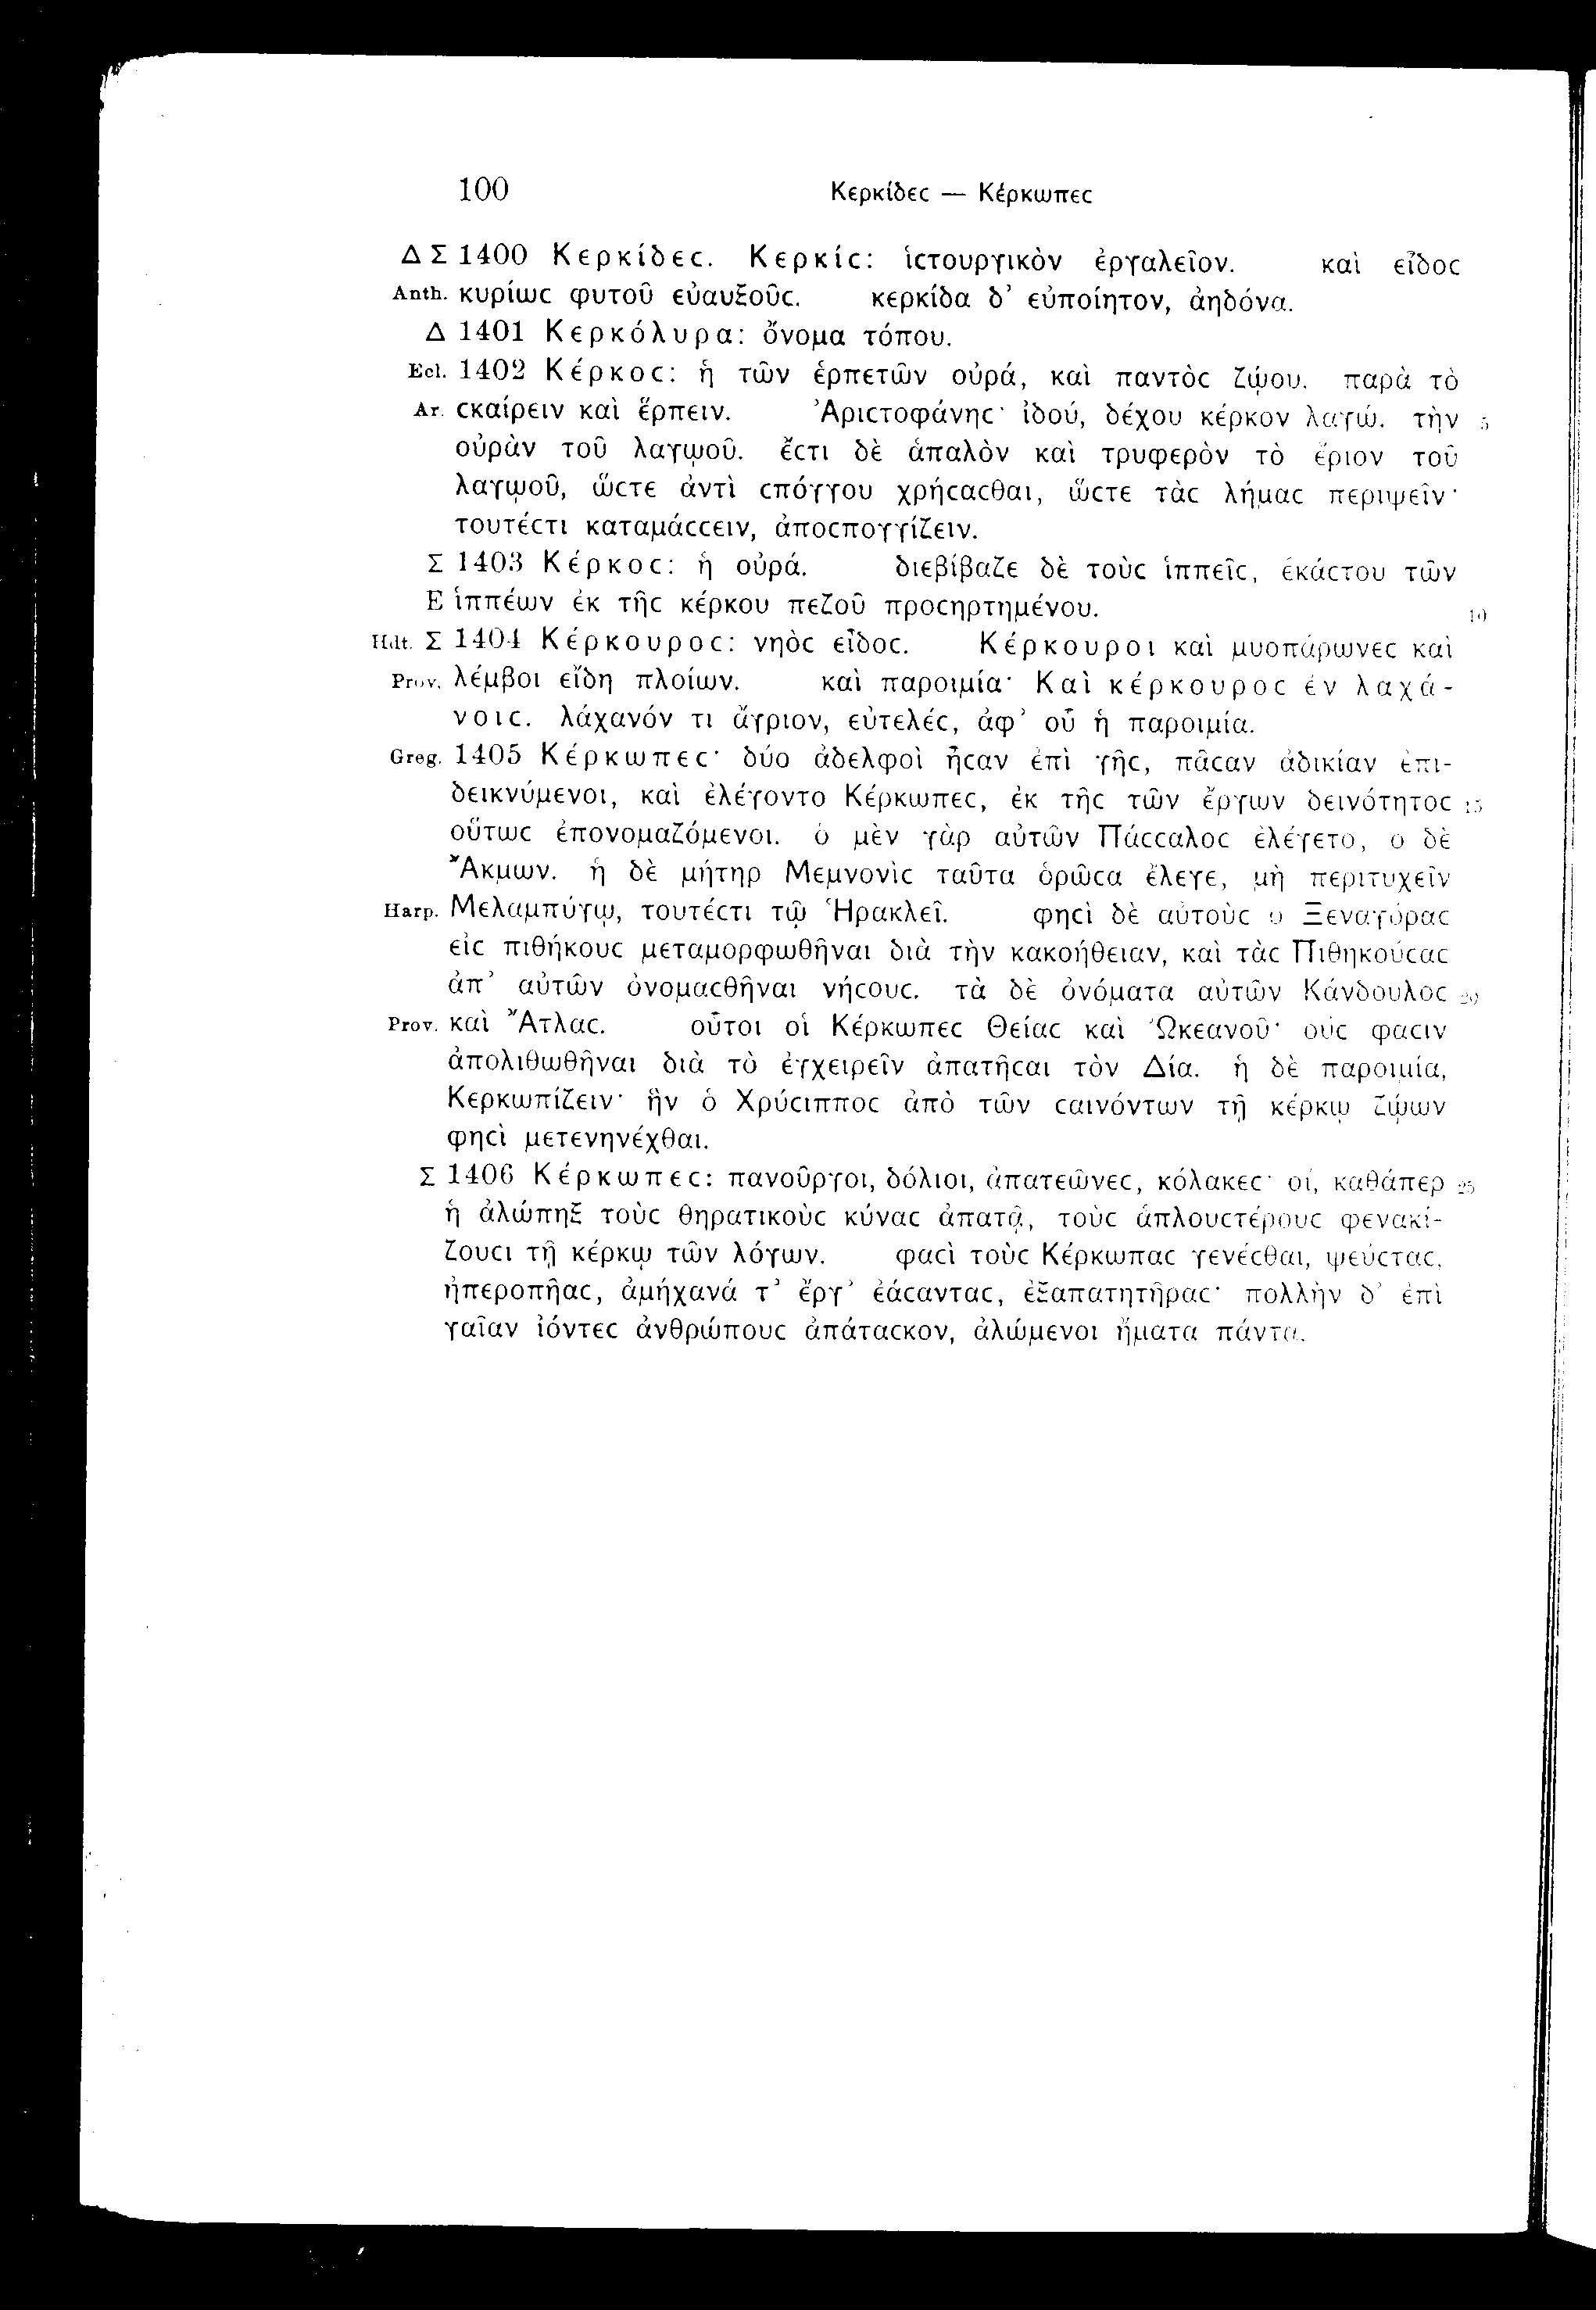 100 Κερκίδεϲ — Κέρκωπεϲ
Δ Σ 1400 Κερκίδεϲ. Κερκίϲ: ἱϲτουργικὸν ἐργαλεῖον. καὶ εἶδοϲ
Anth. κυρίωϲ φυτοῦ εὐαυξοῦϲ. κερκίδα δ' εὐποίητον, ἀηδόνα.
Δ 1401 Κερκόλυρα: ὄνομα τόπου.
Ecl. 1402 Κέρκοϲ: ἡ τῶν ἑρπετῶν οὐρά, καὶ παντὸϲ ζῴου. παρὰ τὸ
Ar. ϲκαίρειν καὶ ἕρπειν. Ἀριϲτοφάνηϲ· ἰδού, δέχου κέρκον λαγώ. τὴν 5
οὐρὰν τοῦ λαγωοῦ. ἔϲτι δὲ ἁπαλὸν καὶ τρυφερὸν τὸ ἔριον τοῦ
λαγωοῦ, ὥϲτε ἀντὶ ϲπόγγου χρήϲαϲθαι, ὥϲτε τὰϲ λήμαϲ περιψεῖν·
τουτέϲτι καταμάϲϲειν, ἀποϲπογγίζειν.
Σ 1403 Κέρκοϲ: ἡ οὐρά. διεβίβαζε δὲ τοὺϲ ἱππεῖϲ, ἑκάϲτου τῶν
Ε ἱππέων ἐκ τῆϲ κέρκου πεζοῦ προϲηρτημένου. 10
Hdt. Σ 1404 Κέρκουροϲ: νηὸϲ εἶδοϲ. Κέρκουροι καὶ μυοπάρωνεϲ καὶ
Prov. λέμβοι εἴδη πλοίων. καὶ παροιμία· Καὶ κέρκουροϲ ἐν λαχά-
νοιϲ. λάχανόν τι ἄγριον, εὐτελέϲ, ἀφ' οὗ ἡ παροιμία.
Greg. 1405 Κέρκωπεϲ· δύο ἀδελφοὶ ἦϲαν ἐπὶ γῆϲ, πᾶϲαν ἀδικίαν ἐπι-
δεικνύμενοι, καὶ ἐλέγοντο Κέρκωπεϲ, ἐκ τῆϲ τῶν ἔργων δεινότητοϲ 15
οὕτωϲ ἐπονομαζόμενοι. ὁ μὲν γὰρ αὐτῶν Πάϲϲαλοϲ ἐλέγετο, ὁ δὲ
Ἄκμων. ἡ δὲ μήτηρ Μεμνονὶϲ ταῦτα ὁρῶϲα ἔλεγε, μὴ περιτυχεῖν
Harp. Μελαμπύγῳ, τουτέϲτι τῷ Ἡρακλεῖ. φηϲὶ δὲ αὐτοὺϲ ὁ Ξεναγόραϲ
εἰϲ πιθήκουϲ μεταμορφωθῆναι διὰ τὴν κακοήθειαν, καὶ τὰϲ Πιθηκούϲαϲ
ἀπ' αὐτῶν ὀνομαϲθῆναι νήϲουϲ. τὰ δὲ ὀνόματα αὐτῶν Κάνδουλοϲ 20
Prov. καὶ Ἄτλαϲ. οὗτοι οἱ Κέρκωπεϲ Θείαϲ καὶ Ὠκεανοῦ· οὕϲ φαϲιν
ἀπολιθωθῆναι διὰ τὸ ἐγχειρεῖν ἀπατῆϲαι τὸν Δία. ἡ δὲ παροιμία,
Κερκωπίζειν· ἣν ὁ Χρύϲιπποϲ ἀπὸ τῶν ϲαινόντων τῇ κέρκῳ ζῴων
φηϲὶ μετενηνέχθαι.
Σ 1406 Κέρκωπεϲ: πανοῦργοι, δόλιοι, ἀπατεῶνεϲ, κόλακεϲ· οἵ, καθάπερ 25
ἡ ἀλώπηξ τοὺϲ θηρατικοὺϲ κύναϲ ἀπατᾷ, τοὺϲ ἁπλουϲτέρουϲ φενακί-
ζουϲι τῇ κέρκῳ τῶν λόγων. φαϲὶ τοὺϲ Κέρκωπαϲ γενέϲθαι, ψεύϲταϲ,
ἠπεροπῆαϲ, ἀμήχανά τ' ἔργ' ἐάϲανταϲ, ἐξαπατητῆραϲ· πολλὴν δ' ἐπὶ
γαῖαν ἰόντεϲ ἀνθρώπουϲ ἀπάταϲκον, ἀλώμενοι ἤματα πάντα.